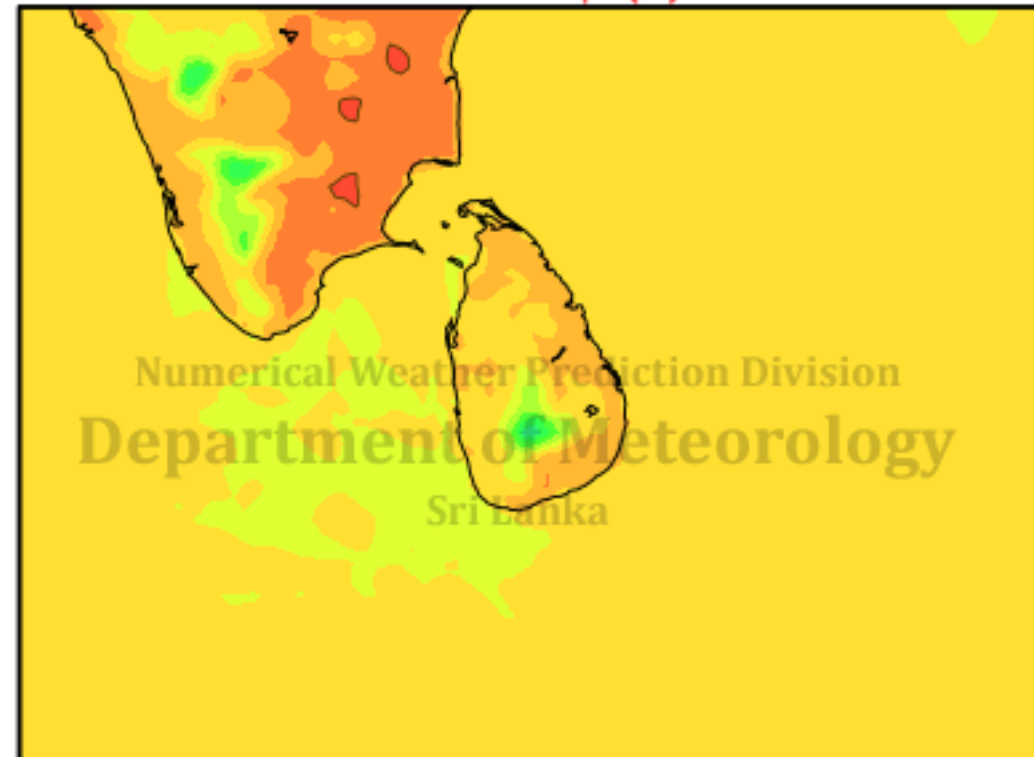 Numerical Weather Prediction Division
Department of Meteorology
Sri Lanka